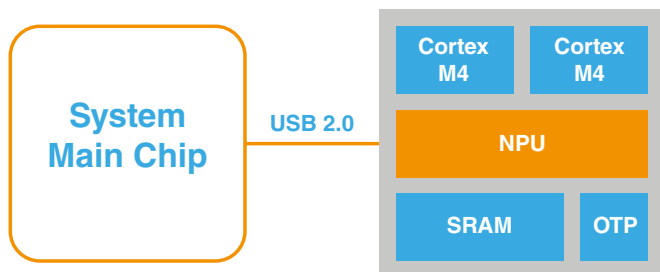 System
Main Chip
USB 2.0
Cortex
M4
Cortex
M4
NPU
SRAM
OTP